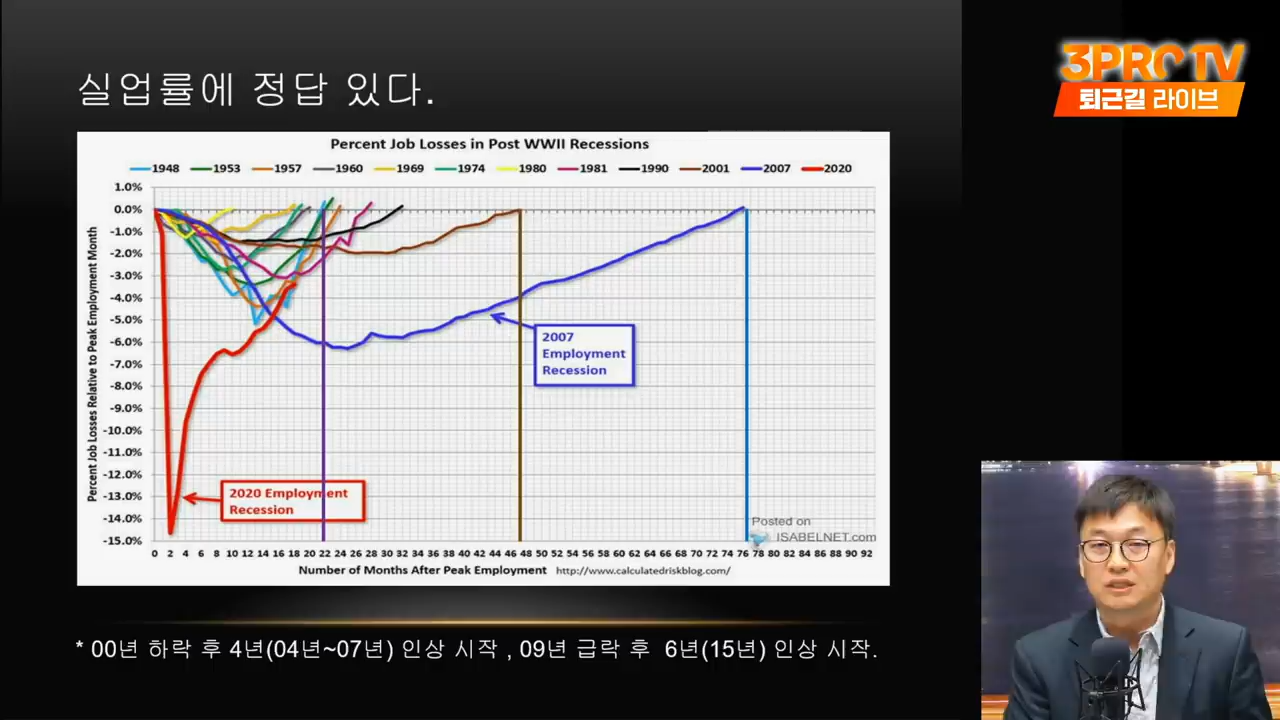 실업률에 정답 있다.
3PRO TV
퇴근길 라이브
Percent Job Losses in Post WWII Recessions
1948 1953 1957 1960 1969 1974 1980 1981 1990 2001 2007 2020
Percent Job Losses Relative to Peak Employment Month
1.0%
0.0%
-1.0%
-2.0%
-3.0%
-4.0%
-5.0%
-6.0%
-7.0%
-8.0%
-9.0%
-10.0%
-11.0%
-12.0%
-13.0%
-14.0%
-15.0%
2007
Employment
Recession
2020 Employment
Recession
Posted on
ISABELNET.com
0 2 4 6 8 10 12 14 16 18 20 22 24 26 28 30 32 34 36 38 40 42 44 46 48 50 52 54 56 58 60 62 64 66 68 70 72 74 76 78 80 82 84 86 88 90 92
Number of Months After Peak Employment http://www.calculatedriskblog.com/
* 00년 하락 후 4년(04년~07년) 인상 시작 , 09년 급락 후 6년(15년) 인상 시작.